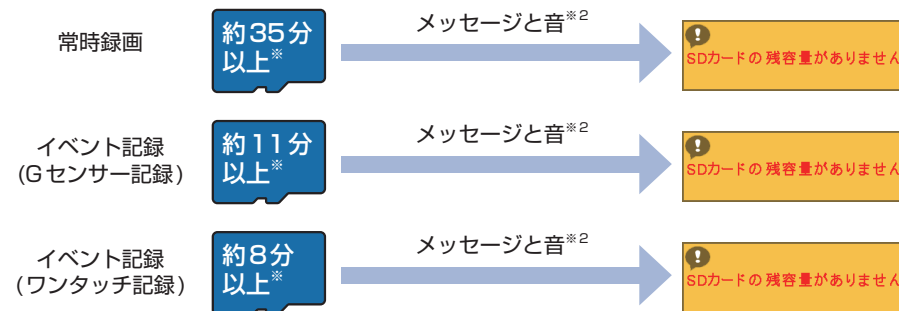 常時録画
約35分
以上※
メッセージと音※2
SDカードの残容量がありません
イベント記録
(Gセンサー記録)
約11分
以上※
メッセージと音※2
SDカードの残容量がありません
イベント記録
(ワンタッチ記録)
約8分
以上※
メッセージと音※2
SDカードの残容量がありません